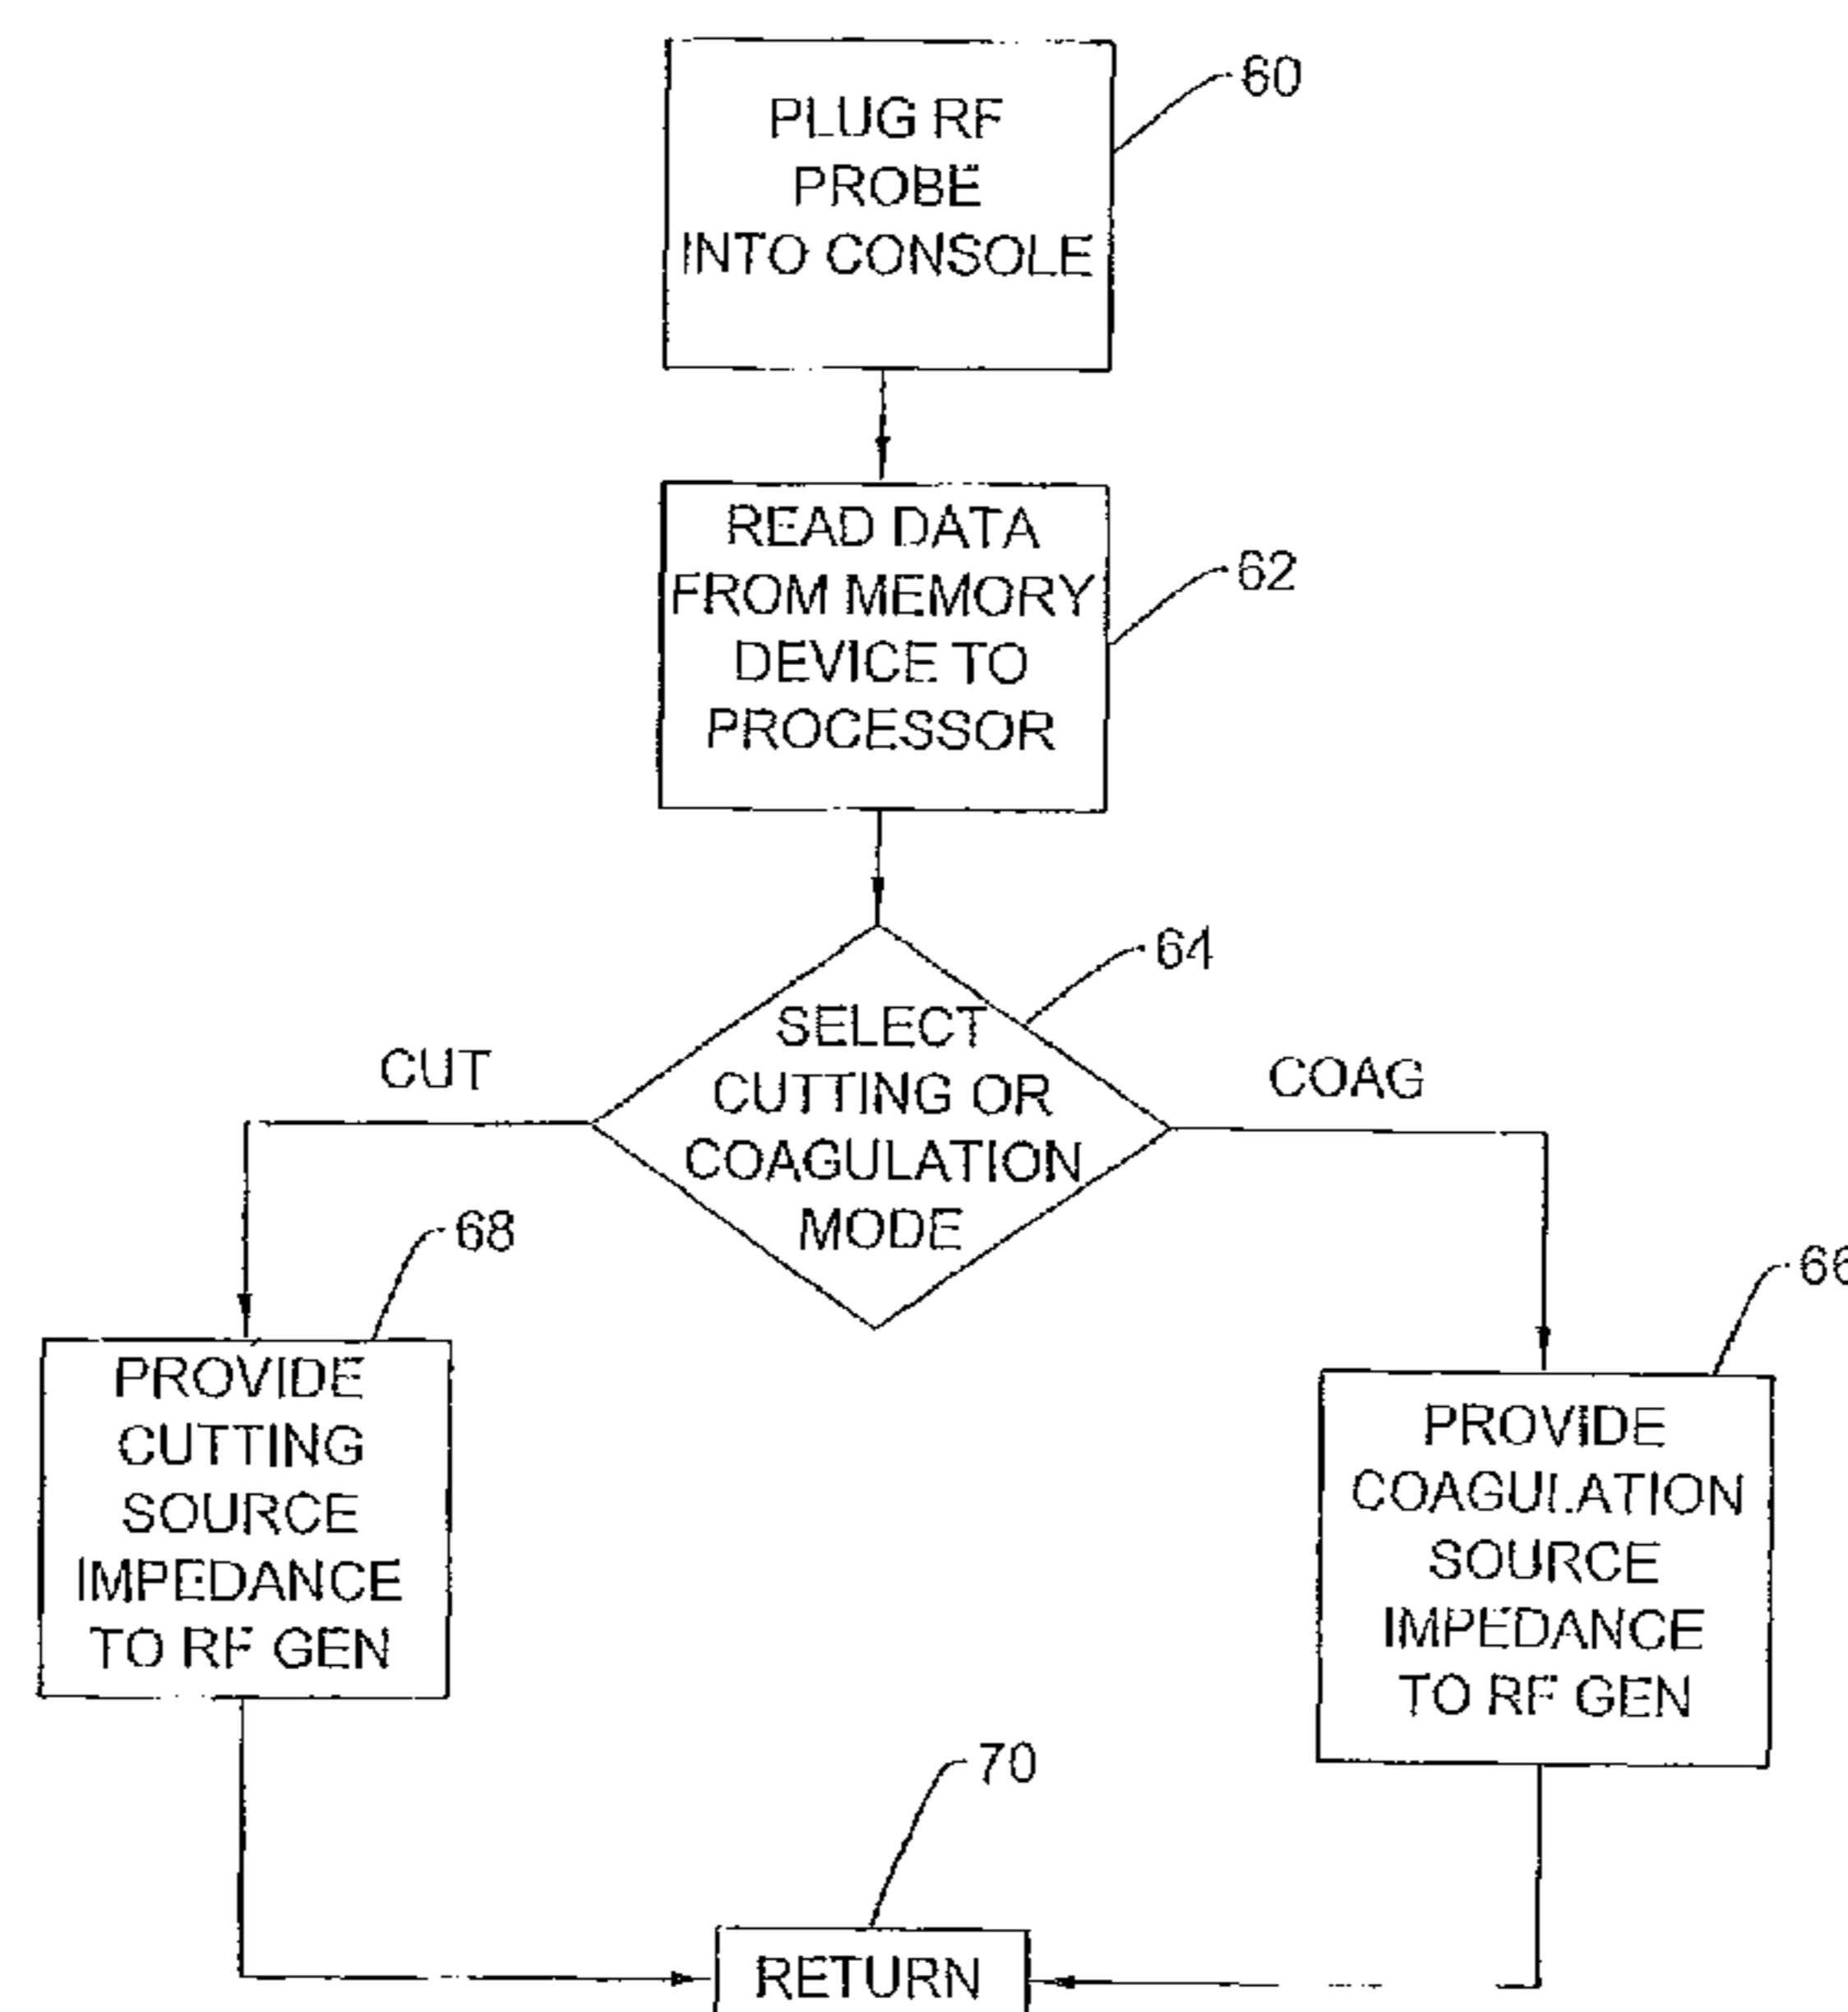 60
PLUG RF
PROBE
INTO CONSOLE
62
READ DATA
FROM MEMORY
DEVICE TO
PROCESSOR
64
SELECT
CUTTING OR
COAGULATION
MODE
CUT
COAG
68
PROVIDE
CUTTING
SOURCE
IMPEDANCE
TO RF GEN
66
PROVIDE
COAGULATION
SOURCE
IMPEDANCE
TO RF GEN
70
RETURN